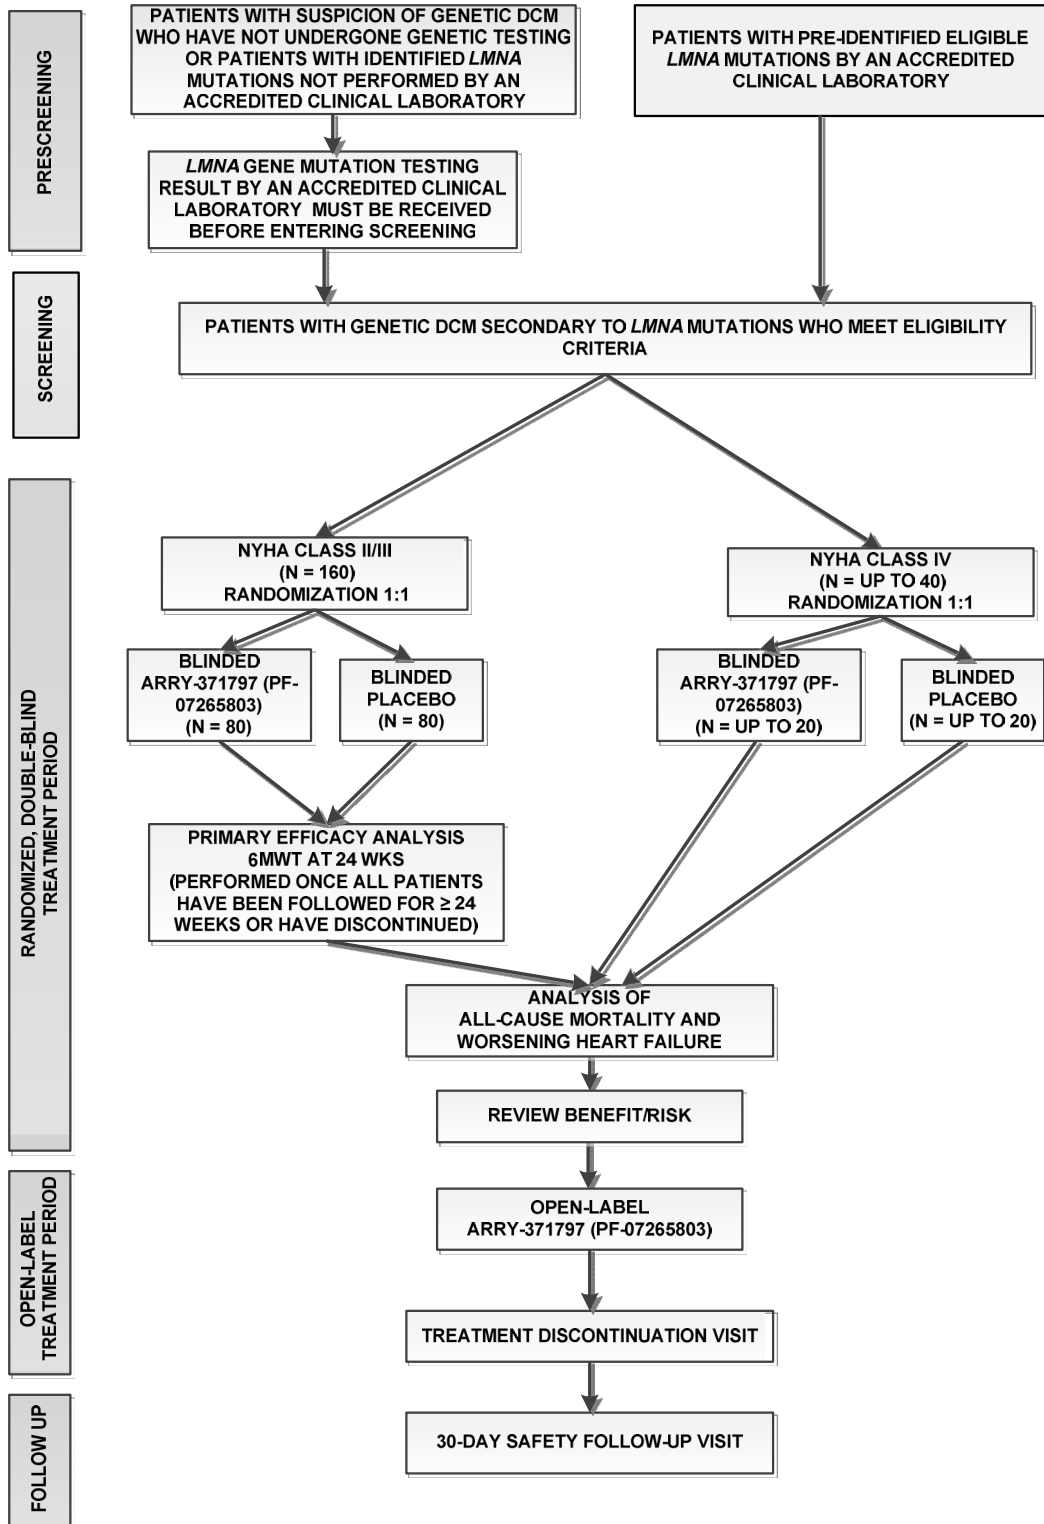 PRESCREENING
PATIENTS WITH SUSPICION OF GENETIC DCM
WHO HAVE NOT UNDERGONE GENETIC TESTING
OR PATIENTS WITH IDENTIFIED LMNA
MUTATIONS NOT PERFORMED BY AN
ACCREDITED CLINICAL LABORATORY
PATIENTS WITH PRE-IDENTIFIED ELIGIBLE
LMNA MUTATIONS BY AN ACCREDITED
CLINICAL LABORATORY
LMNA GENE MUTATION TESTING
RESULT BY AN ACCREDITED CLINICAL
LABORATORY MUST BE RECEIVED
BEFORE ENTERING SCREENING
SCREENING
PATIENTS WITH GENETIC DCM SECONDARY TO LMNA MUTATIONS WHO MEET ELIGIBILITY
CRITERIA
RANDOMIZED, DOUBLE-BLIND
TREATMENT PERIOD
NYHA CLASS II/III
(N = 160)
RANDOMIZATION 1:1
NYHA CLASS IV
(N = UP TO 40)
RANDOMIZATION 1:1
BLINDED
ARRY-371797 (PF-
07265803)
(N = 80)
BLINDED
PLACEBO
(N = 80)
BLINDED
ARRY-371797 (PF-
07265803)
(N = UP TO 20)
BLINDED
PLACEBO
(N = UP TO 20)
PRIMARY EFFICACY ANALYSIS
6MWT AT 24 WKS
(PERFORMED ONCE ALL PATIENTS
HAVE BEEN FOLLOWED FOR ≥ 24
WEEKS OR HAVE DISCONTINUED)
ANALYSIS OF
ALL-CAUSE MORTALITY AND
WORSENING HEART FAILURE
REVIEW BENEFIT/RISK
OPEN-LABEL
TREATMENT PERIOD
OPEN-LABEL
ARRY-371797 (PF-07265803)
TREATMENT DISCONTINUATION VISIT
FOLLOW UP
30-DAY SAFETY FOLLOW-UP VISIT